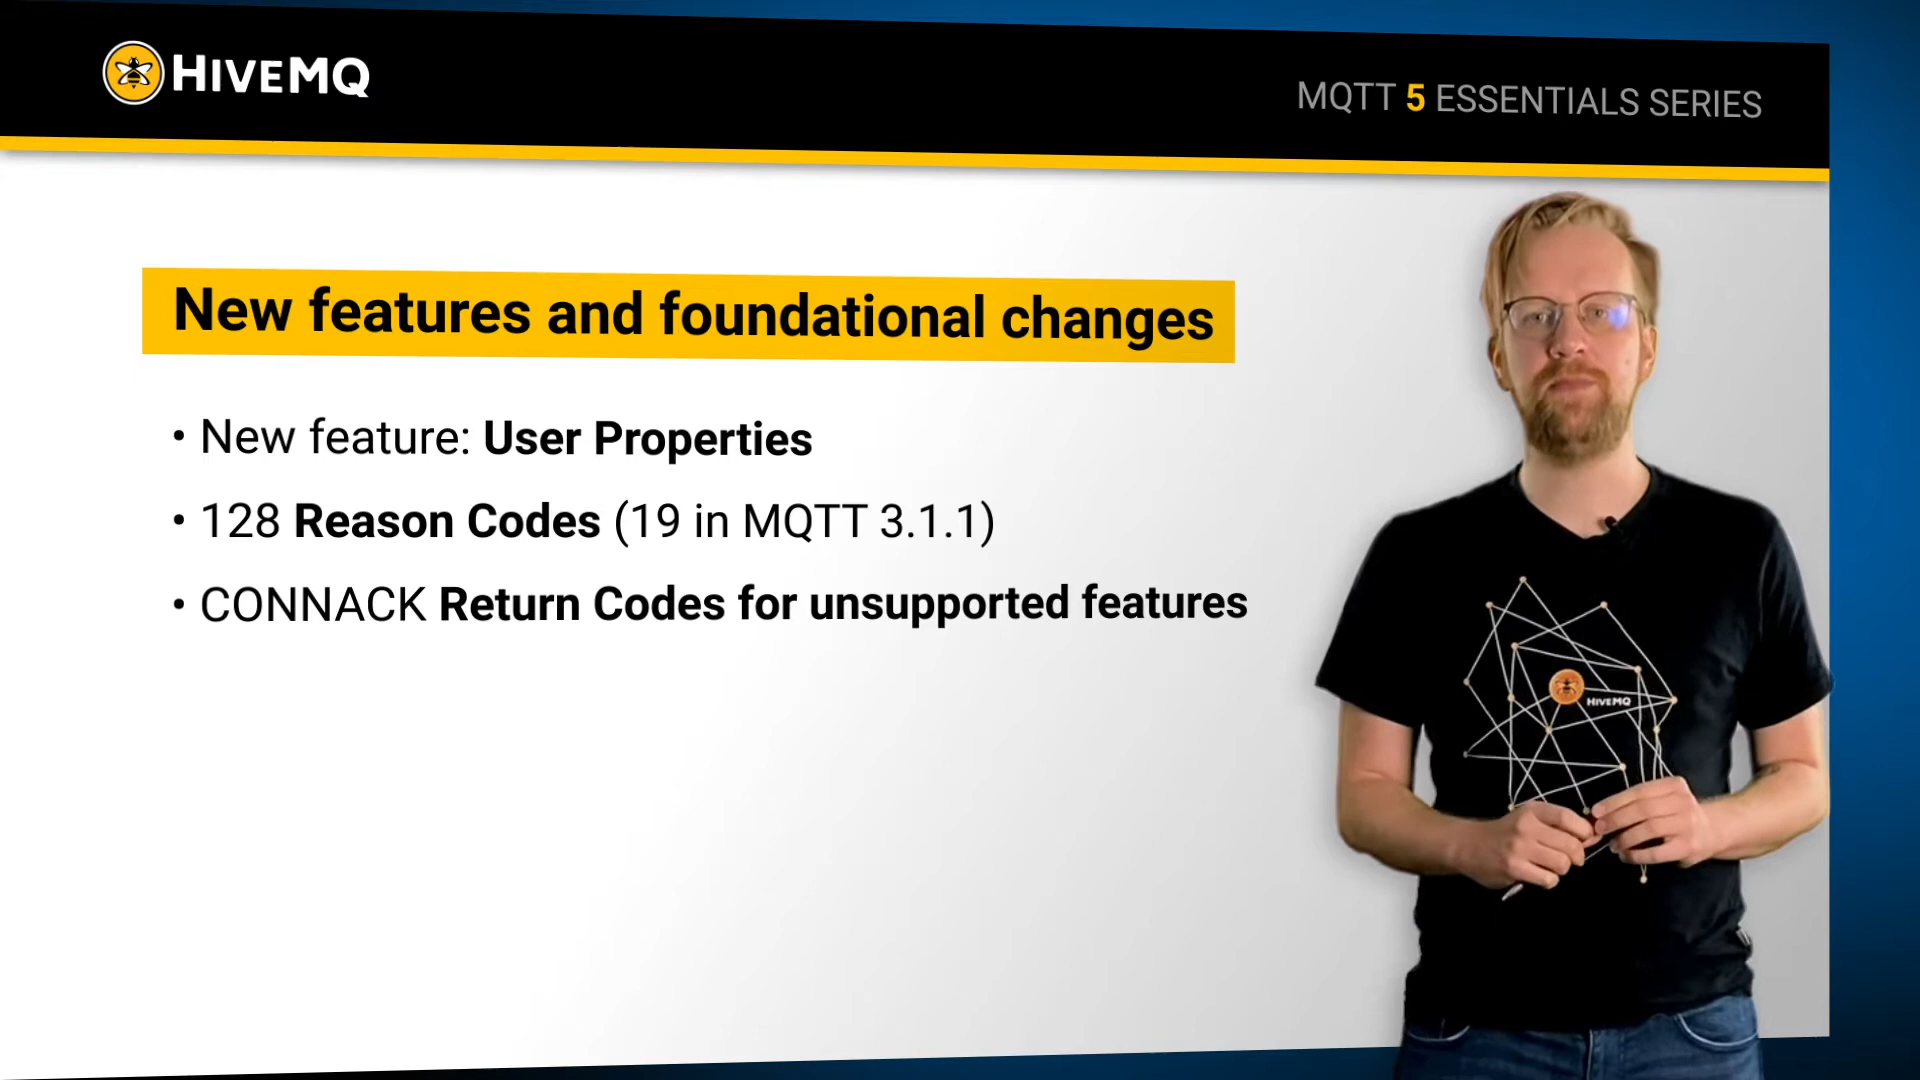 HIVEMQ
MQTT 5 ESSENTIALS SERIES
New features and foundational changes
• New feature: User Properties
• 128 Reason Codes (19 in MQTT 3.1.1)
• CONNACK Return Codes for unsupported features
HIVEMQ